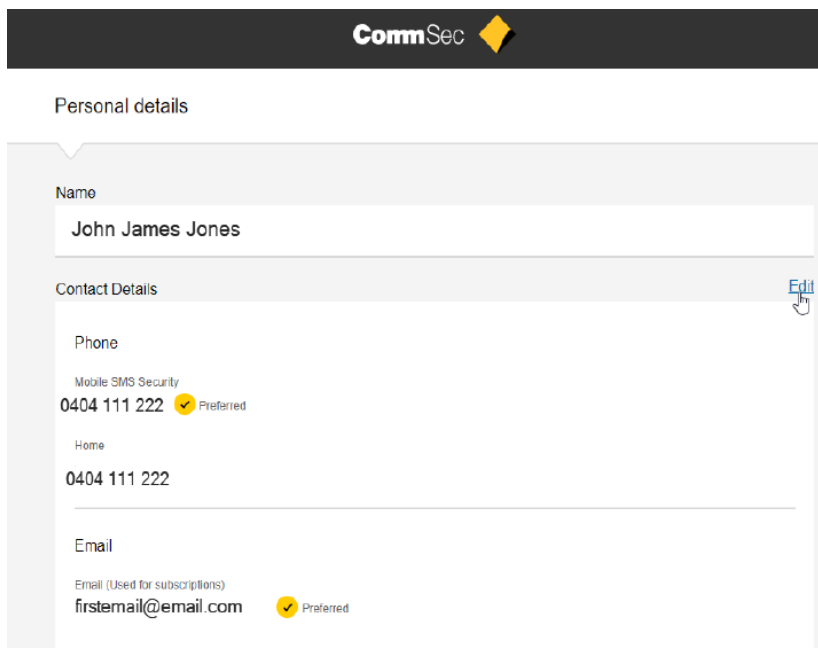 CommSec
Personal details
Name
John James Jones
Contact Details
Edit
Phone
Mobile SMS Security
0404 111 222 Preferred
Home
0404 111 222
Email
Email (Used for subscriptions)
firstemail@email.com Preferred